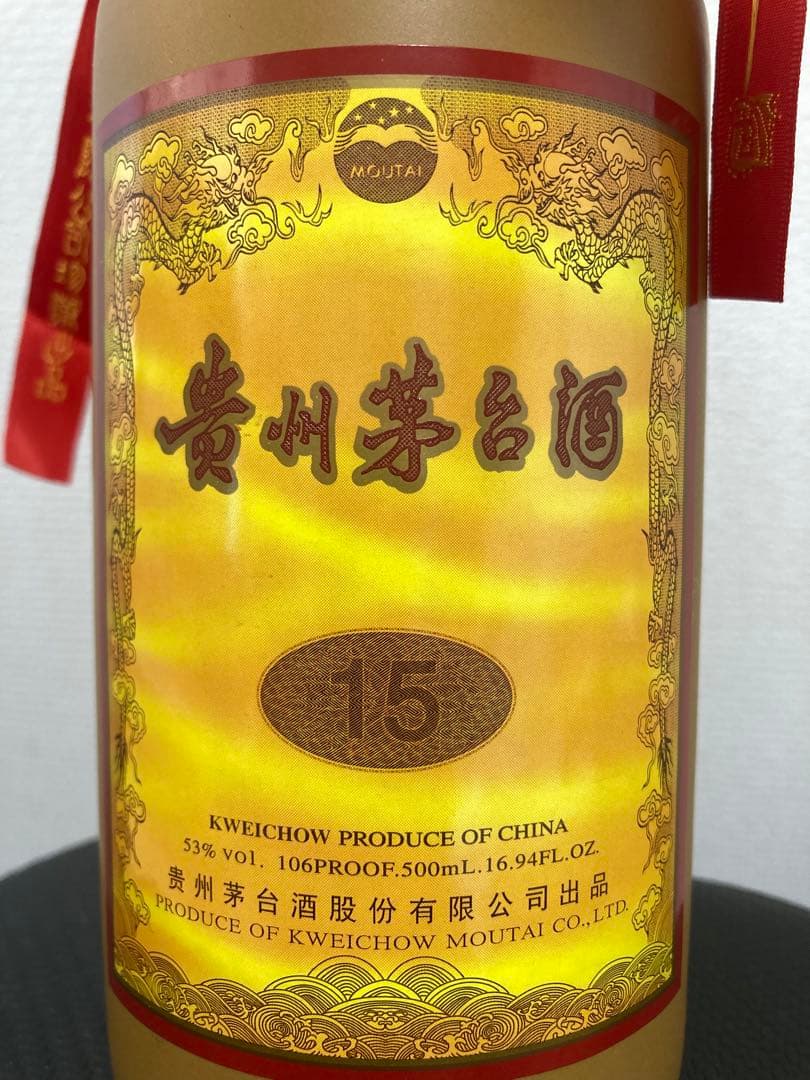 MOUTAI
贵州茅台酒
15
KWEICHOW PRODUCE OF CHINA
53% vol. 106PROOF.500mL.16.94FL.OZ.
贵州茅台酒股份有限公司出品
PRODUCE OF KWEICHOW MOUTAI CO.,LTD.